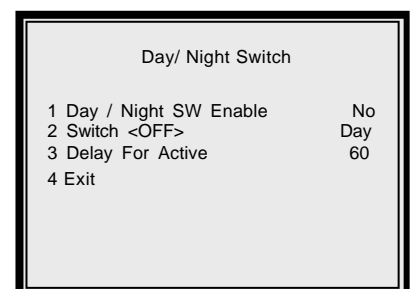 Day/ Night Switch
1 Day / Night SW Enable No
2 Switch <OFF> Day
3 Delay For Active 60
4 Exit